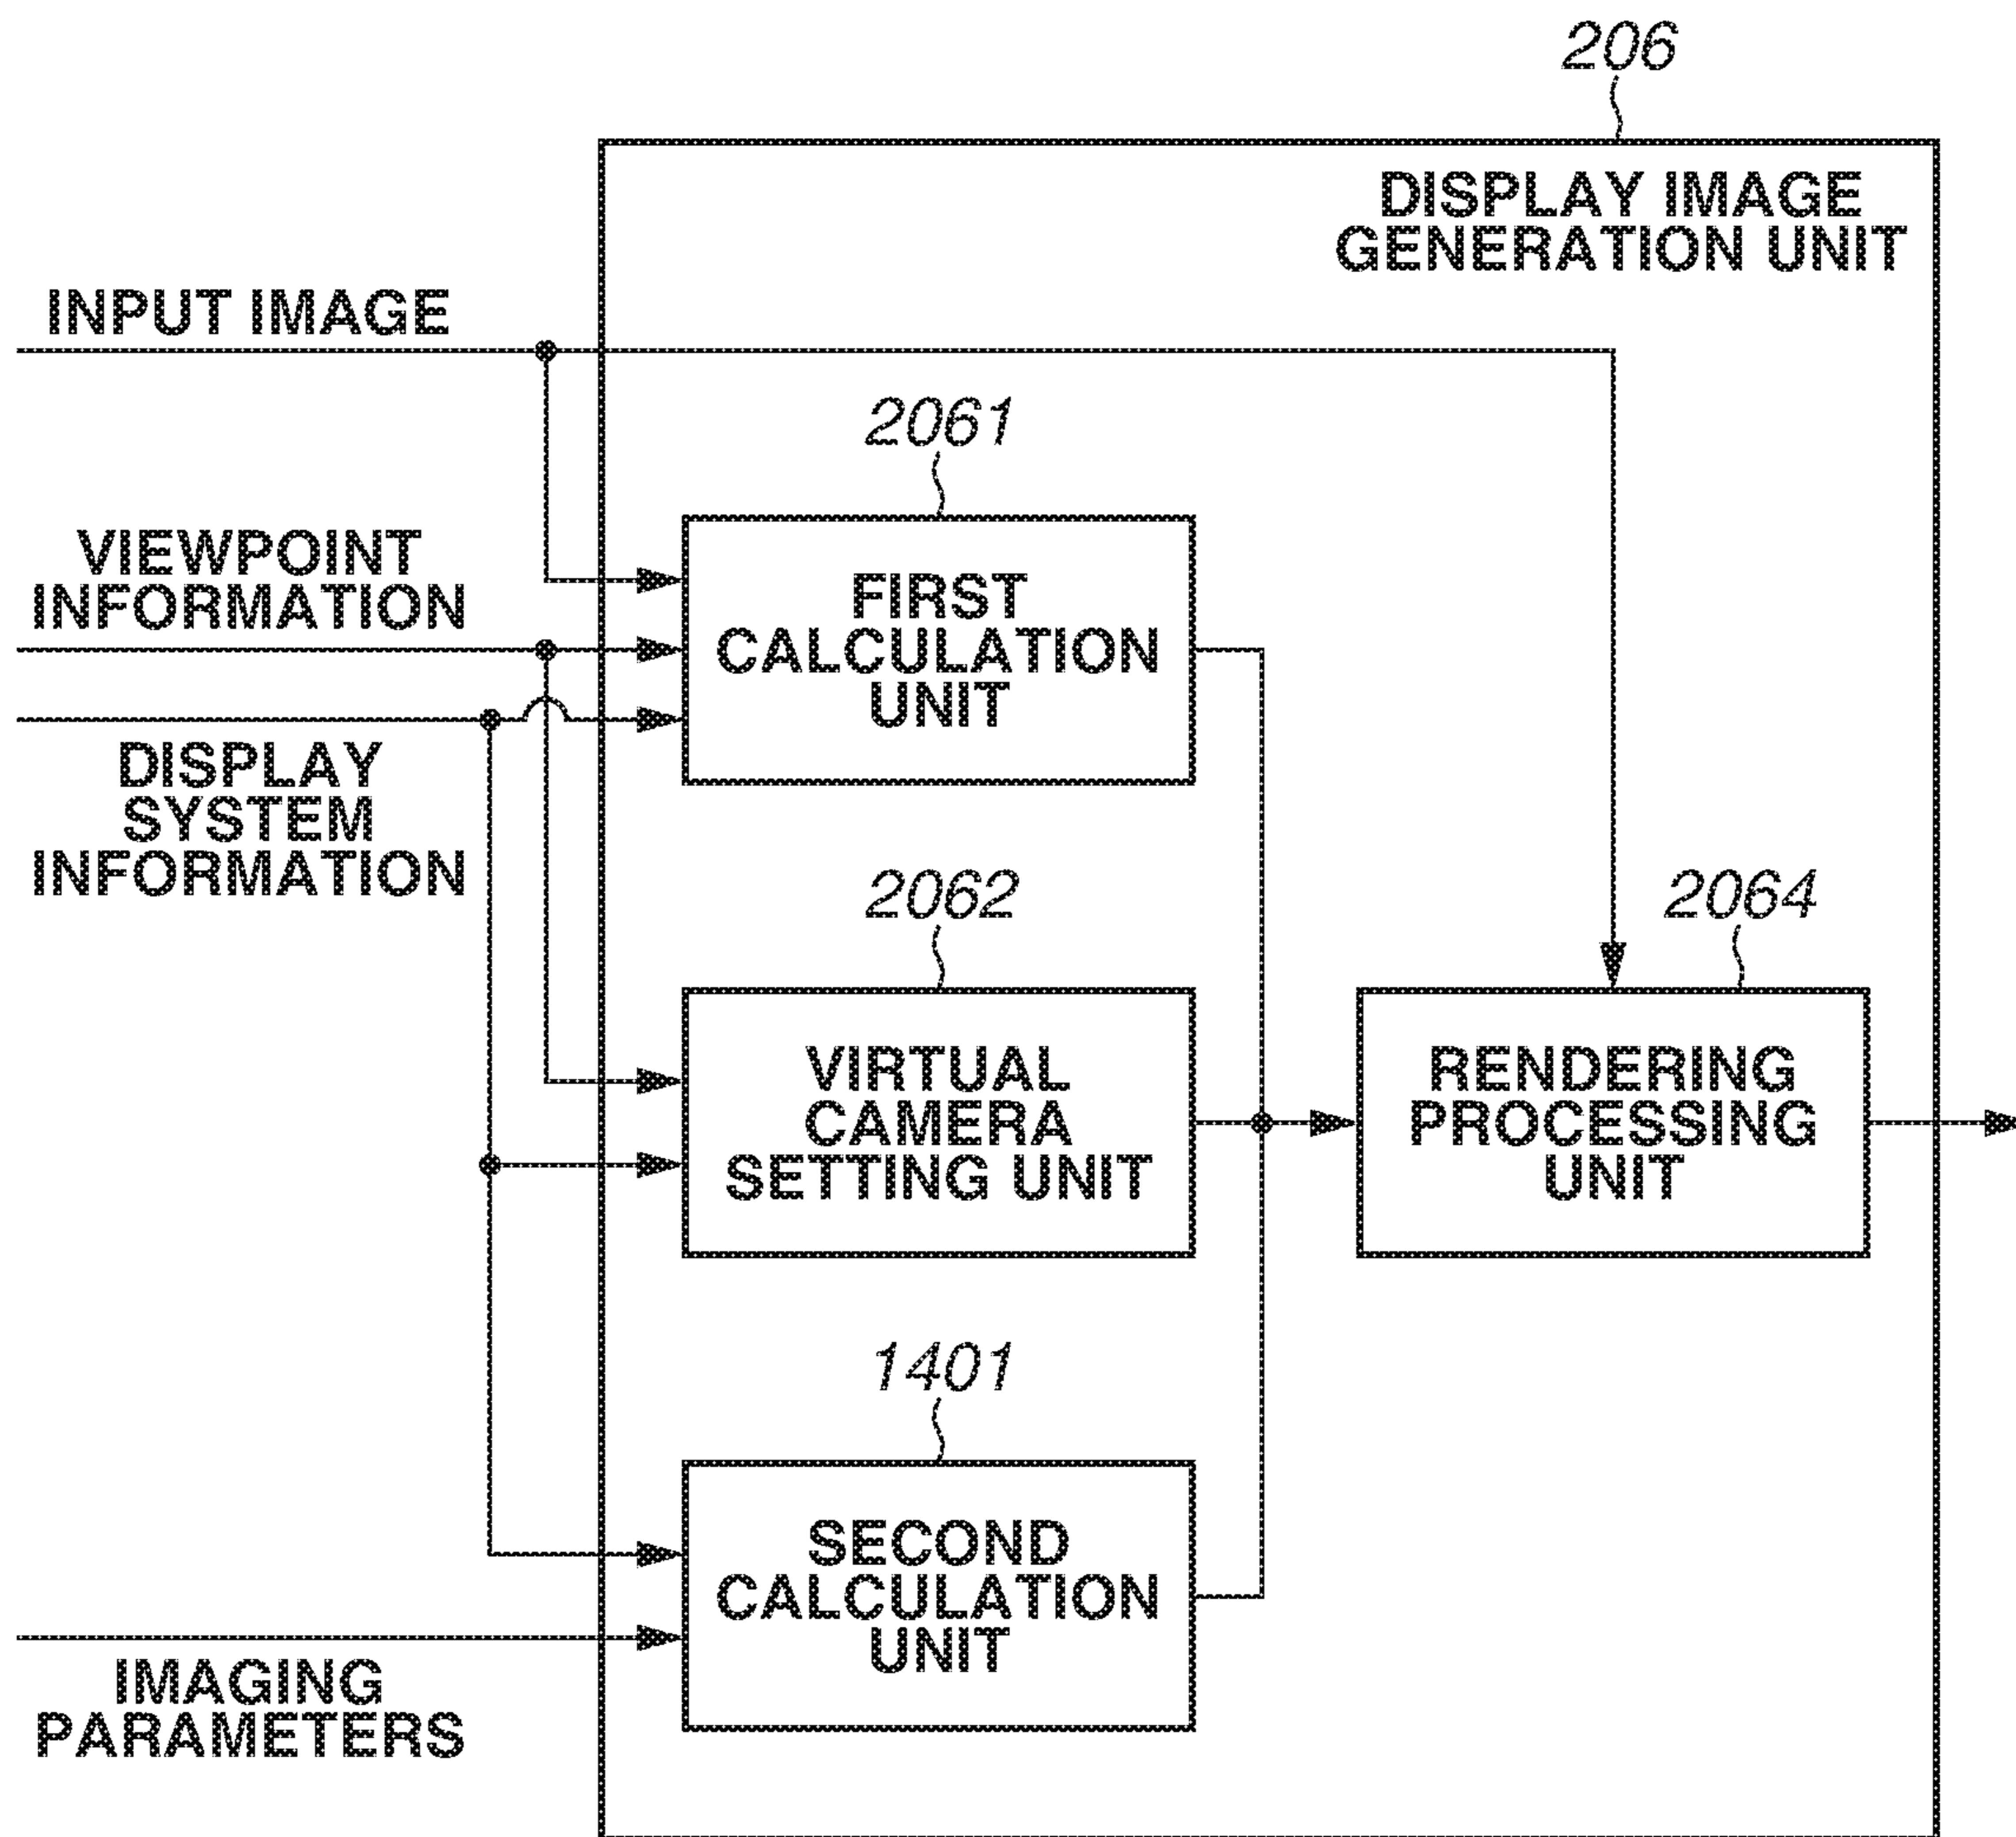 206
DISPLAY IMAGE
GENERATION UNIT
INPUT IMAGE
2061
VIEWPOINT
INFORMATION
FIRST
CALCULATION
UNIT
DISPLAY
SYSTEM
INFORMATION
2062
2064
VIRTUAL
CAMERA
SETTING UNIT
RENDERING
PROCESSING
UNIT
1401
SECOND
CALCULATION
UNIT
IMAGING
PARAMETERS